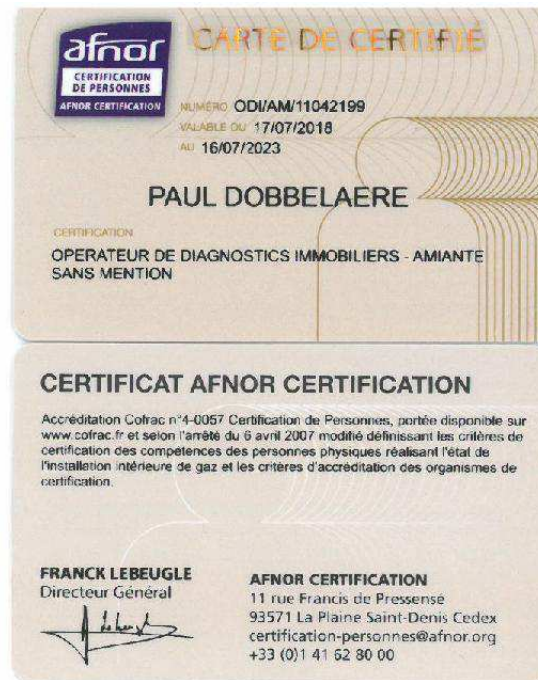 afnor
CERTIFICATION
DE PERSONNES
AFNOR CERTIFICATION
CARTE DE CERTIFIÉ
NUMÉRO ODI/AM/11042199
VALABLE DU 17/07/2018
AU 16/07/2023
PAUL DOBBELAERE
CERTIFICATION
OPERATEUR DE DIAGNOSTICS IMMOBILIERS - AMIANTE
SANS MENTION
CERTIFICAT AFNOR CERTIFICATION
Accréditation Cofrac n°4-0057 Certification de Personnes, portée disponible sur
www.cofrac.fr et selon l'arrêté du 6 avril 2007 modifié définissant les critères de
certification des compétences des personnes physiques réalisant l'état de
l'installation intérieure de gaz et les critères d'accréditation des organismes de
certification.
FRANCK LEBEUGLE
Directeur Général
AFNOR CERTIFICATION
11 rue Francis de Pressensé
93571 La Plaine Saint-Denis Cedex
certification-personnes@afnor.org
+33 (0)1 41 62 80 00